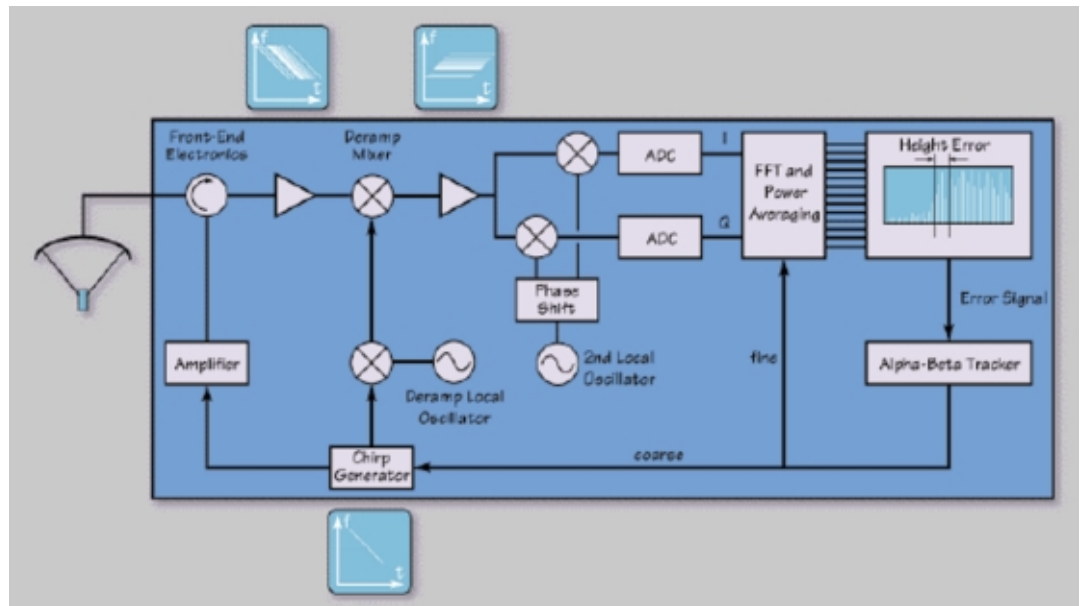 f
t
f
t
Front-End
Electronics
Deramp
Mixer
ADC
I
FFT and
Power
Averaging
Height Error
ADC
Q
Phase
Shift
Error Signal
Amplifier
2nd Local
Oscillator
fine
Alpha-Beta Tracker
Deramp Local
Oscillator
Chirp
Generator
coarse
f
t